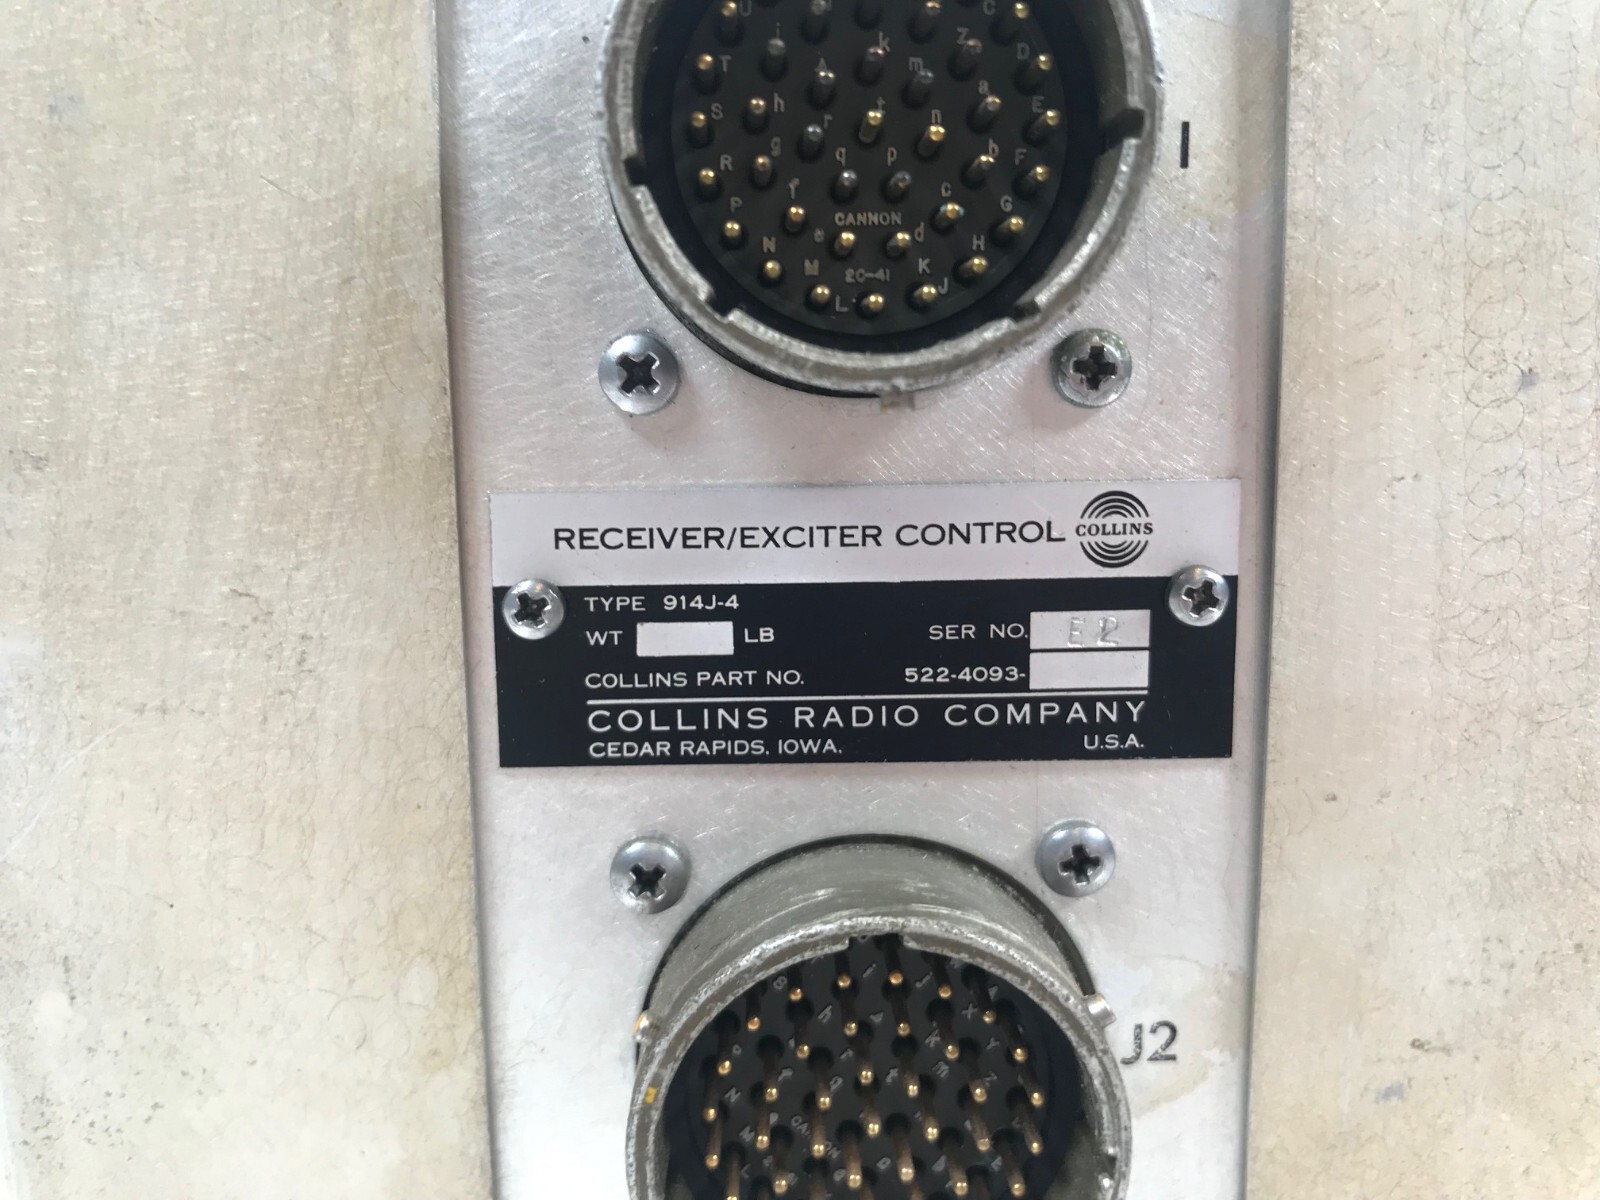 U C
i k Z D
T A m
h a
S t E
r n
g q p b F
R
f c
P CANNON G
e d
N H
M 20-41 K
L J
RECEIVER/EXCITER CONTROL COLLINS
TYPE 914J-4
WT LB SER NO. E2
COLLINS PART NO. 522-4093-
COLLINS RADIO COMPANY
CEDAR RAPIDS, IOWA. U.S.A.
J2